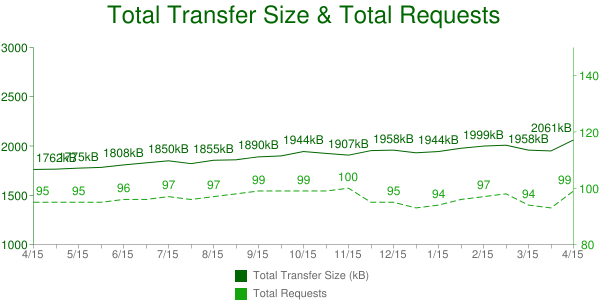 Total Transfer Size & Total Requests
3000
2500
2000
1500
1000
140
120
100
80
1762kB 1775kB 1808kB 1850kB 1855kB 1890kB 1944kB 1907kB 1958kB 1944kB 1999kB 1958kB 2061kB
95 95 96 97 97 99 99 100 95 94 97 94 99
4/15 5/15 6/15 7/15 8/15 9/15 10/15 11/15 12/15 1/15 2/15 3/15 4/15
Total Transfer Size (kB)
Total Requests